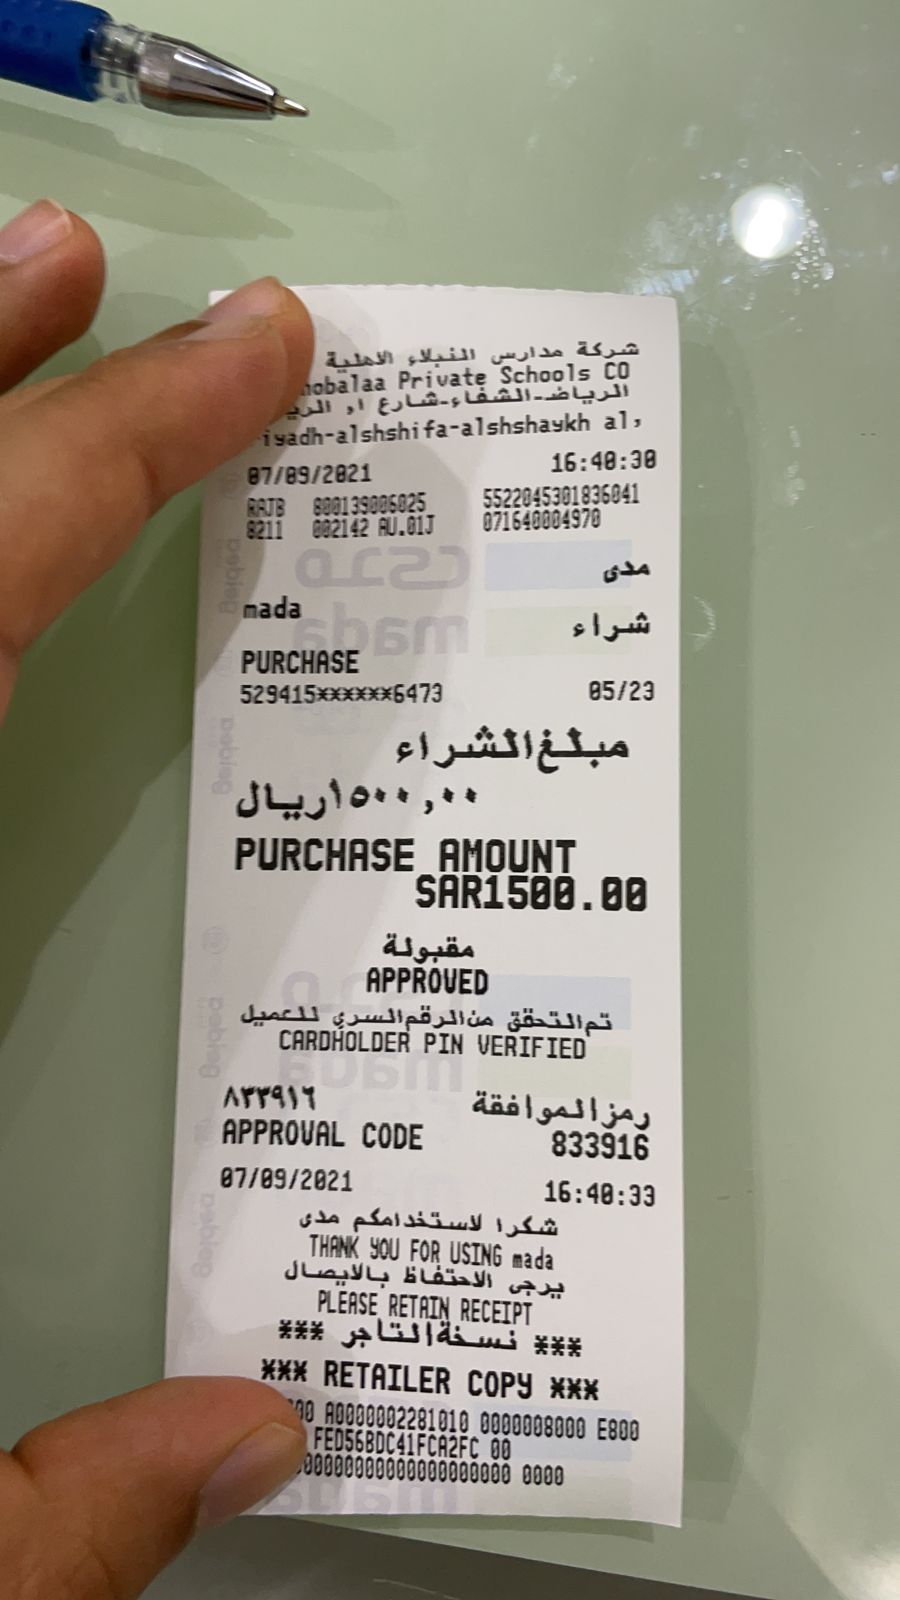 شركة مدارس النبلاء الاهلية
Private Schools CO
الرياض-الشفاء-شارع
alshshifa-alshshaykh al,
07/09/2021 16:40:30
RAJB 800139006025 5522045301836041
8211 002142 AU.01J 071640004970
مدى
mada
شراء
PURCHASE
529415******6473 05/23
مبلغ الشراء
١٥٠٠,٠٠ ريال
PURCHASE AMOUNT
SAR1500.00
مقبولة
APPROVED
تم التحقق من الرقم السري للعميل
CARDHOLDER PIN VERIFIED
رمز الموافقة ٨٣٣٩١٦
APPROVAL CODE 833916
07/09/2021 16:40:33
شكرا لاستخدامكم مدى
THANK YOU FOR USING mada
يرجى الاحتفاظ بالايصال
PLEASE RETAIN RECEIPT
*** نسخة التاجر ***
*** RETAILER COPY ***
A0000002281010 0000008000 E800
FED56BDC41FCA2FC 00
0000